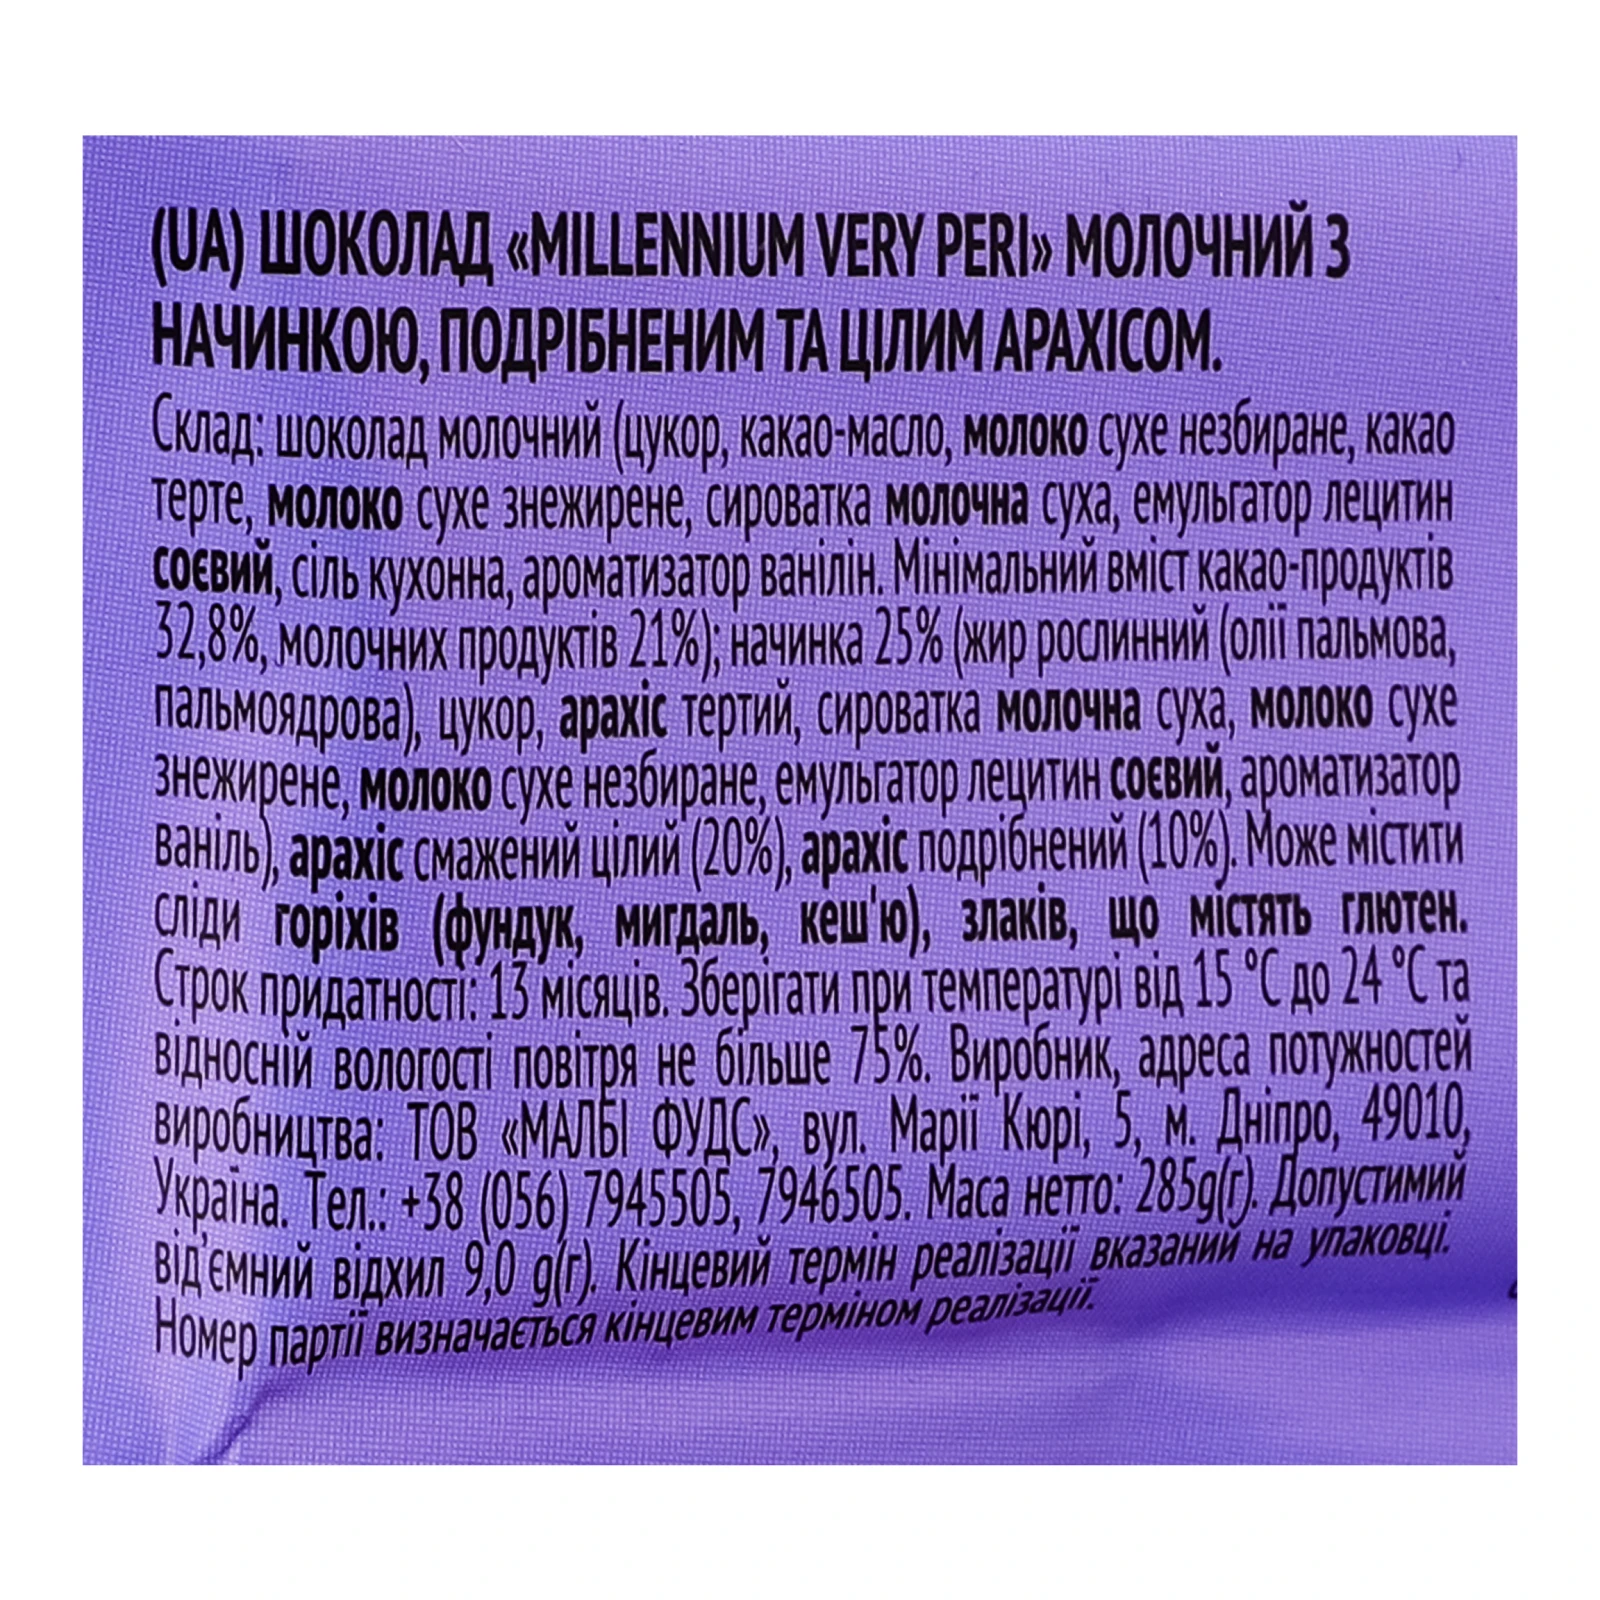 (UA) ШОКОЛАД «MILLENNIUM VERY PERI» МОЛОЧНИЙ З
НАЧИНКОЮ, ПОДРІБНЕНИМ ТА ЦІЛИМ АРАХІСОМ.
Склад: шоколад молочний (цукор, какао-масло, молоко сухе незбиране, какао
терте, молоко сухе знежирене, сироватка молочна суха, емульгатор лецитин
соєвий, сіль кухонна, ароматизатор ванілін. Мінімальний вміст какао-продуктів
32,8%, молочних продуктів 21%); начинка 25% (жир рослинний (олії пальмова,
пальмоядрова), цукор, арахіс тертий, сироватка молочна суха, молоко сухе
знежирене, молоко сухе незбиране, емульгатор лецитин соєвий, ароматизатор
ваніль), арахіс смажений цілий (20%), арахіс подрібнений (10%). Може містити
сліди горіхів (фундук, мигдаль, кеш'ю), злаків, що містять глютен.
Строк придатності: 13 місяців. Зберігати при температурі від 15 °C до 24 °C та
відносній вологості повітря не більше 75%. Виробник, адреса потужностей
виробництва: ТОВ «МАЛБІ ФУДС», вул. Марії Кюрі, 5, м. Дніпро, 49010,
Україна. Тел.: +38 (056) 7945505, 7946505. Маса нетто: 285g(г). Допустимий
від'ємний відхил 9,0 g(г). Кінцевий термін реалізації вказаний на упаковці.
Номер партії визначається кінцевим терміном реалізації.